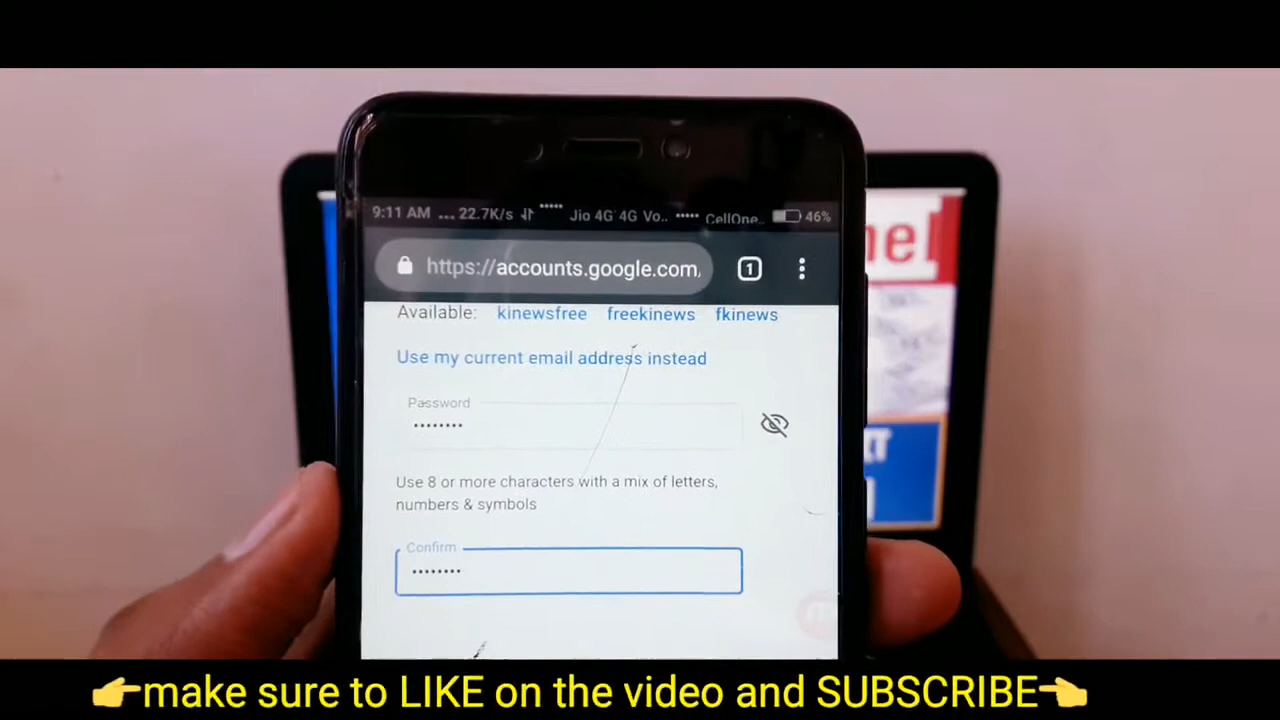 9:11 AM ... 22.7K/s Jio 4G 4G Vo.. CellOne.. 46%
https://accounts.google.com,
1
Available: kinewsfree freekinews fkinews
Use my current email address instead
Password
••••••••
Use 8 or more characters with a mix of letters,
numbers & symbols
Confirm
••••••••
👉make sure to LIKE on the video and SUBSCRIBE👈